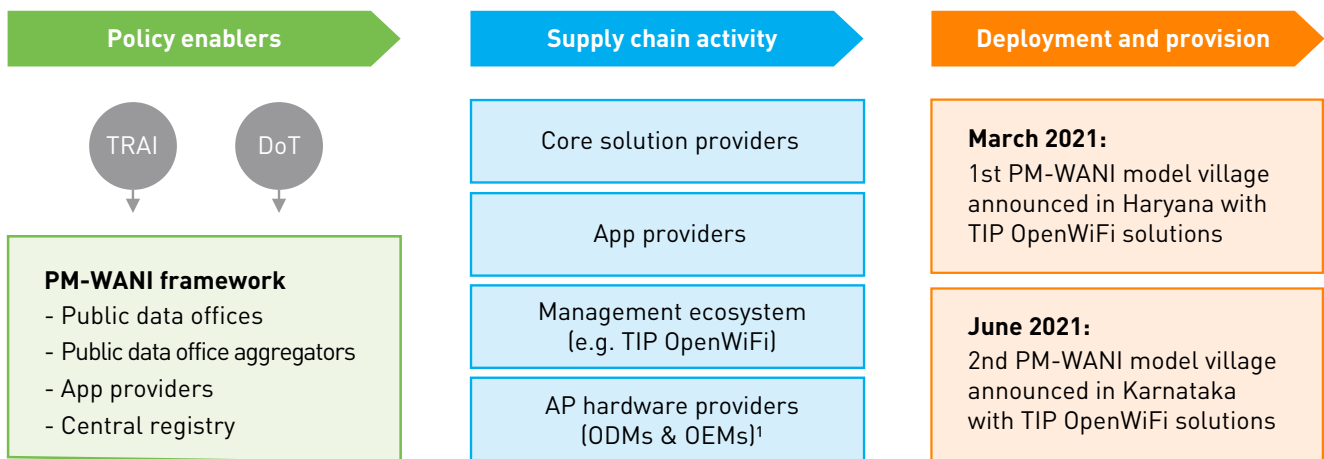 Policy enablers
TRAI
DoT
PM-WANI framework
- Public data offices
- Public data office aggregators
- App providers
- Central registry
Supply chain activity
Core solution providers
App providers
Management ecosystem
(e.g. TIP OpenWiFi)
AP hardware providers
(ODMs & OEMs)¹
Deployment and provision
March 2021:
1st PM-WANI model village
announced in Haryana with
TIP OpenWiFi solutions
June 2021:
2nd PM-WANI model village
announced in Karnataka
with TIP OpenWiFi solutions